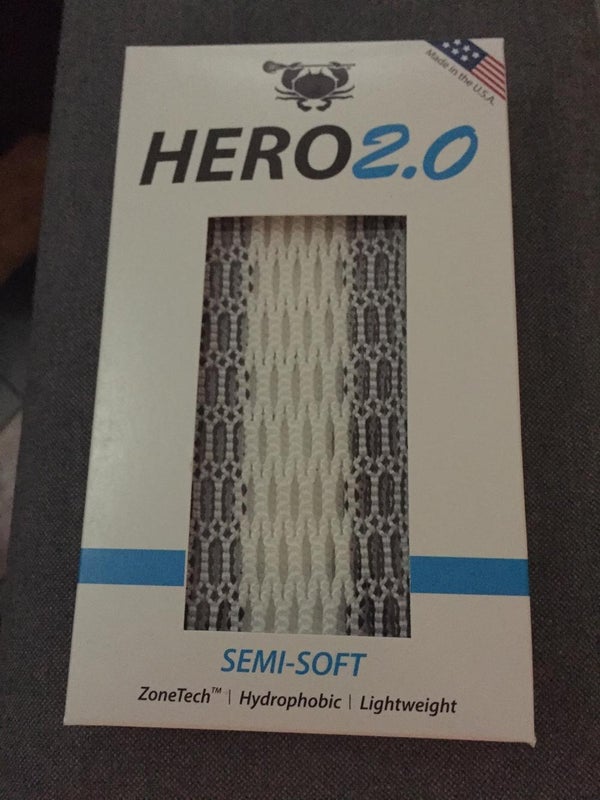 Made in the U.S.A.
HERO2.0
SEMI-SOFT
ZoneTech™ | Hydrophobic | Lightweight